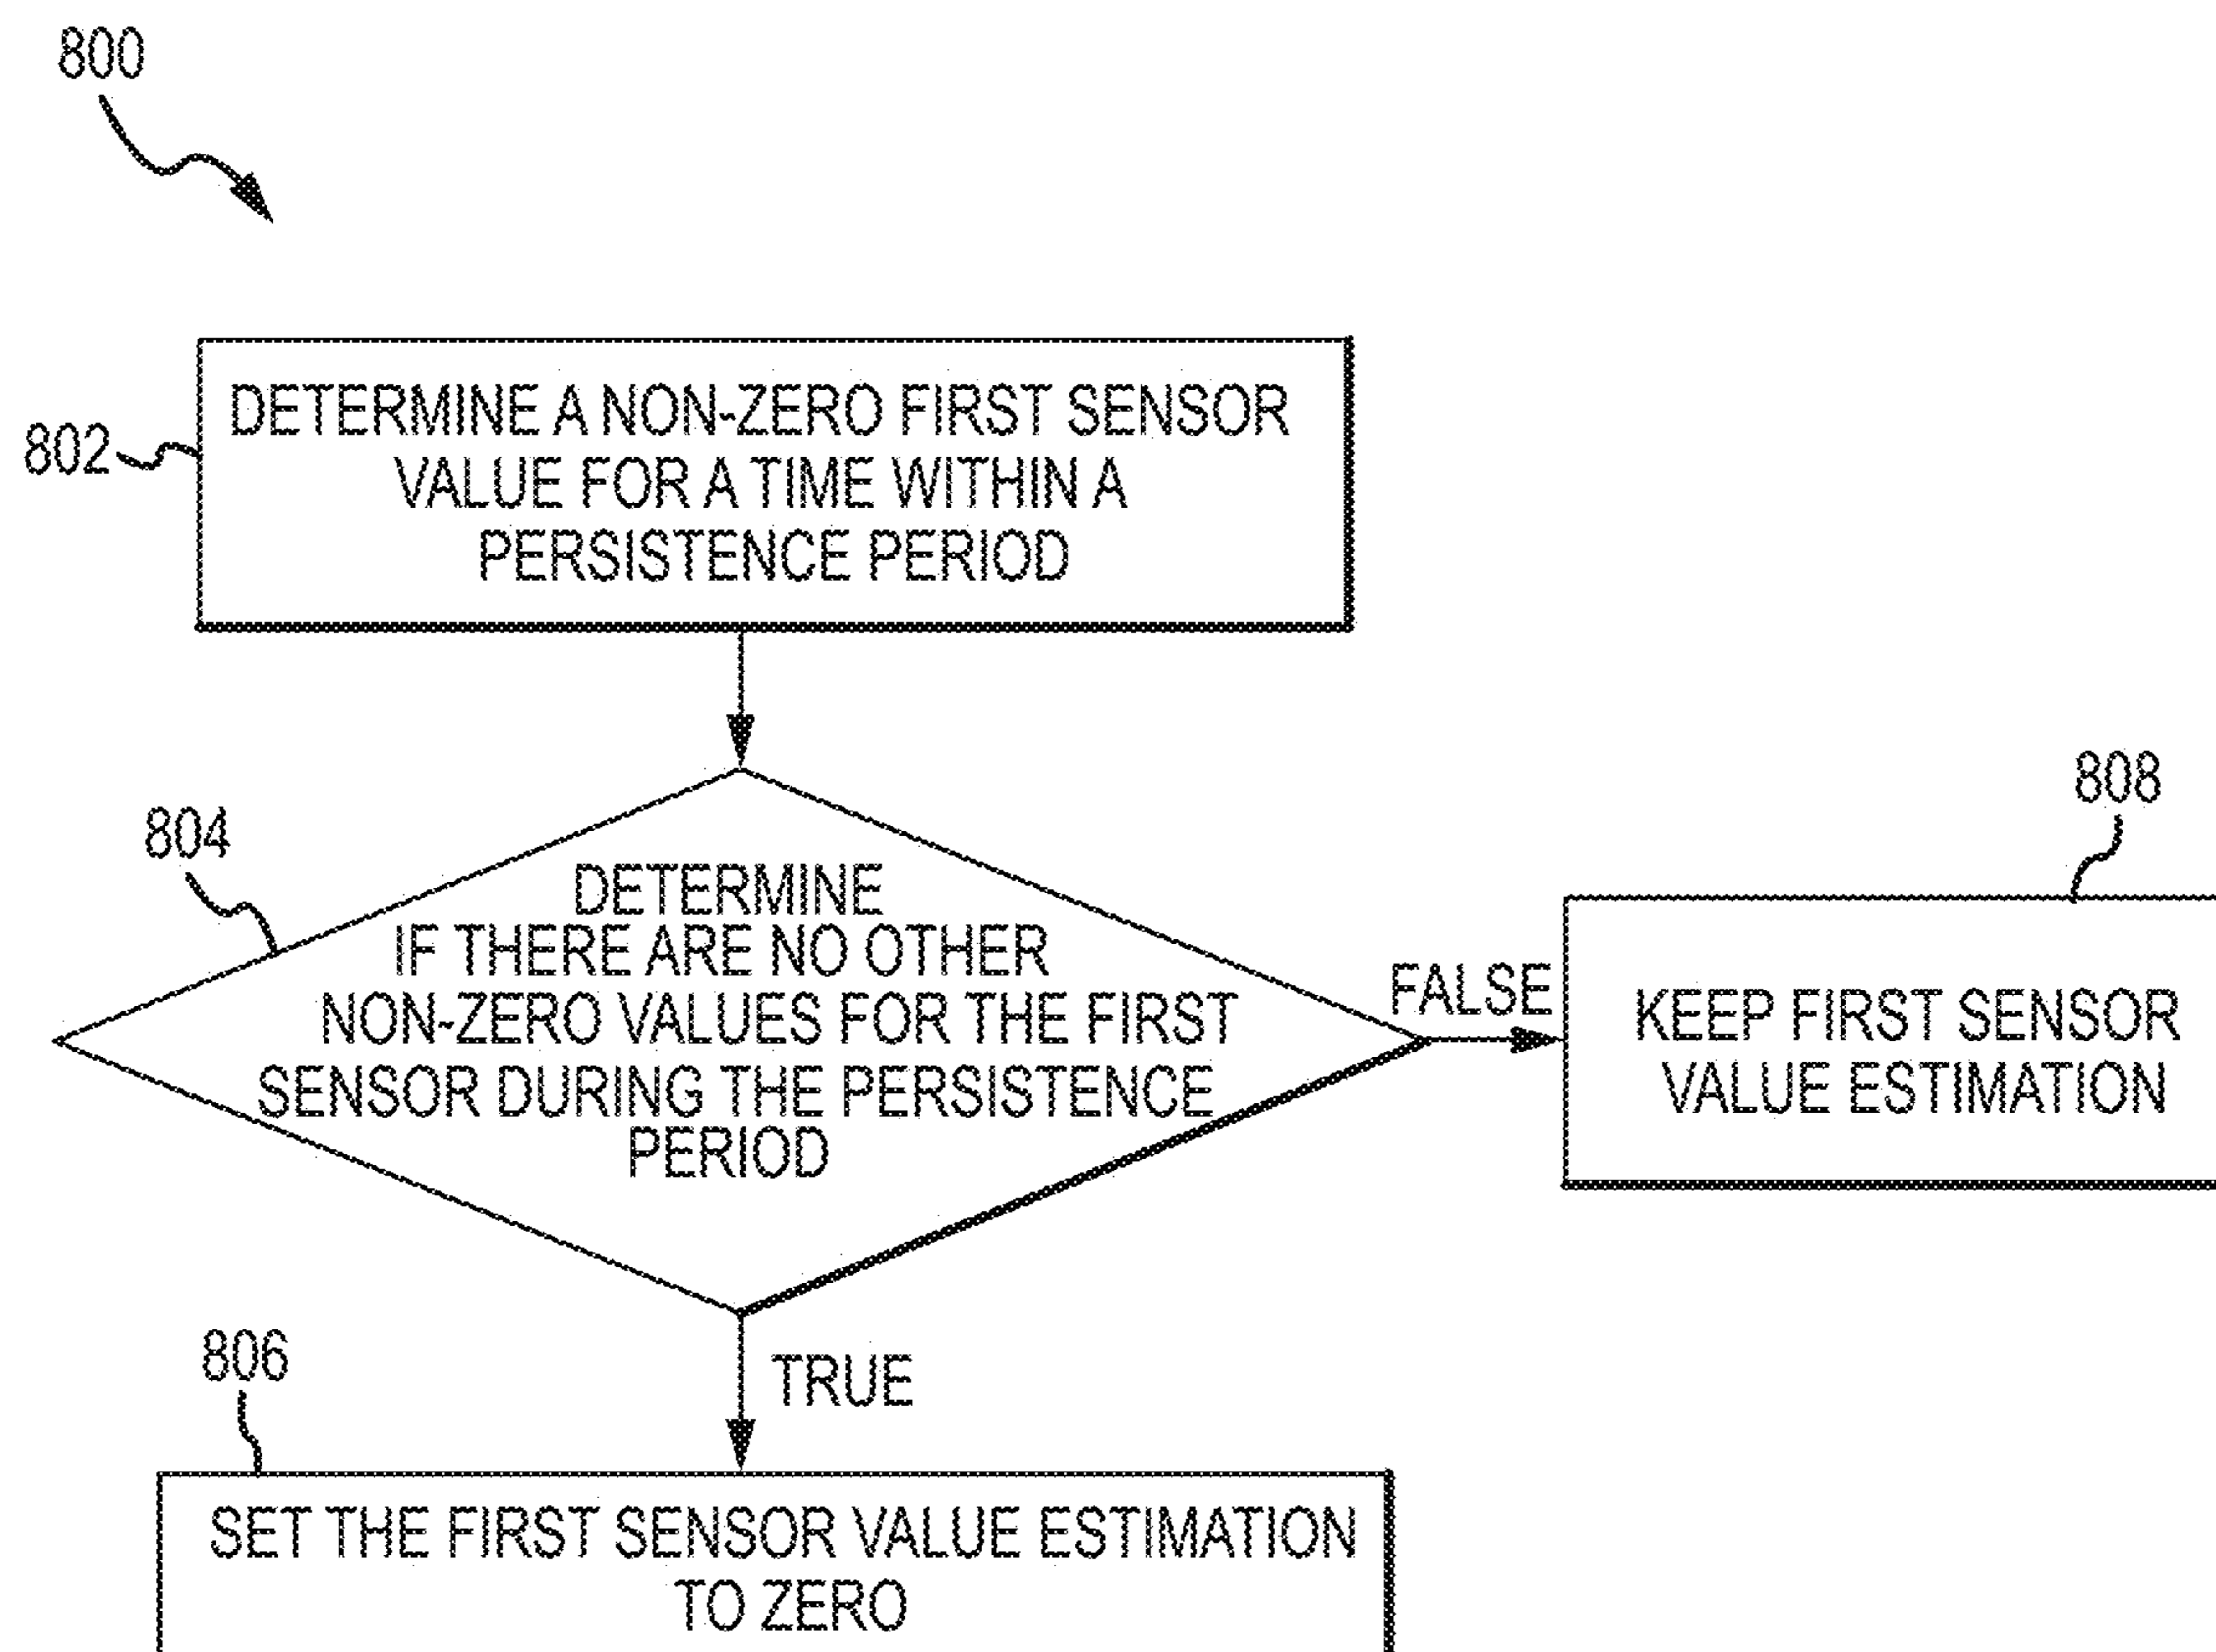 800
802
DETERMINE A NON-ZERO FIRST SENSOR
VALUE FOR A TIME WITHIN A
PERSISTENCE PERIOD
804
DETERMINE
IF THERE ARE NO OTHER
NON-ZERO VALUES FOR THE FIRST
SENSOR DURING THE PERSISTENCE
PERIOD
FALSE
808
KEEP FIRST SENSOR
VALUE ESTIMATION
TRUE
806
SET THE FIRST SENSOR VALUE ESTIMATION
TO ZERO